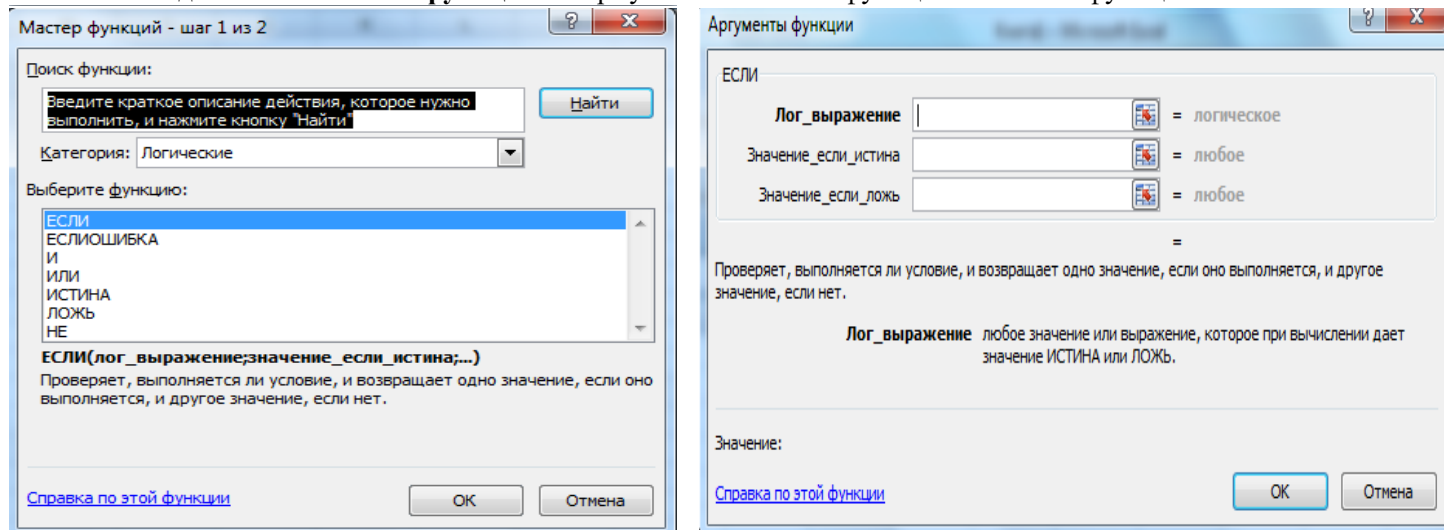 Мастер функций - шаг 1 из 2
Поиск функции:
Введите краткое описание действия, которое нужно
выполнить, и нажмите кнопку "Найти"
Найти
Категория: Логические
Выберите функцию:
ЕСЛИ
ЕСЛИОШИБКА
И
ИЛИ
ИСТИНА
ЛОЖЬ
НЕ
ЕСЛИ(лог_выражение;значение_если_истина;...)
Проверяет, выполняется ли условие, и возвращает одно значение, если оно
выполняется, и другое значение, если нет.
Справка по этой функции
ОК
Отмена
Аргументы функции
ЕСЛИ
Лог_выражение = логическое
Значение_если_истина = любое
Значение_если_ложь = любое
=
Проверяет, выполняется ли условие, и возвращает одно значение, если оно выполняется, и другое
значение, если нет.
Лог_выражение любое значение или выражение, которое при вычислении дает
значение ИСТИНА или ЛОЖЬ.
Значение:
Справка по этой функции
ОК
Отмена